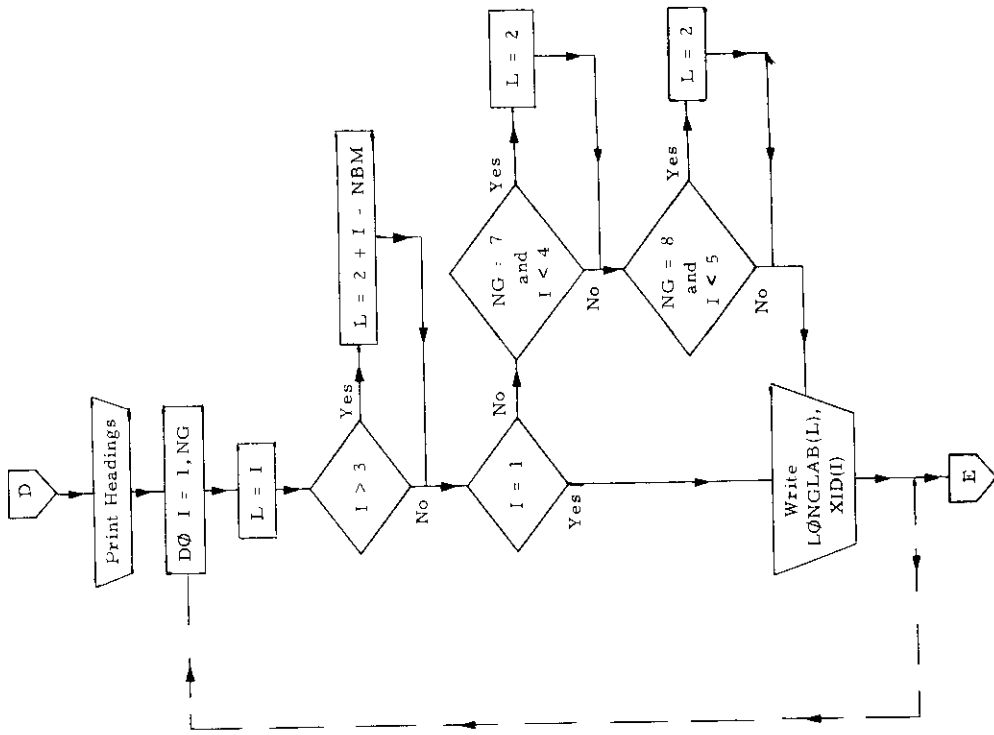 D
Print Headings
DØ I = 1, NG
L = I
I > 3
Yes
L = 2 + I - NBM
No
I = 1
No
Yes
NG = 7
and
I < 4
Yes
L = 2
No
NG = 8
and
I < 5
Yes
L = 2
No
Write
LØNGLAB(L),
XID(I)
E